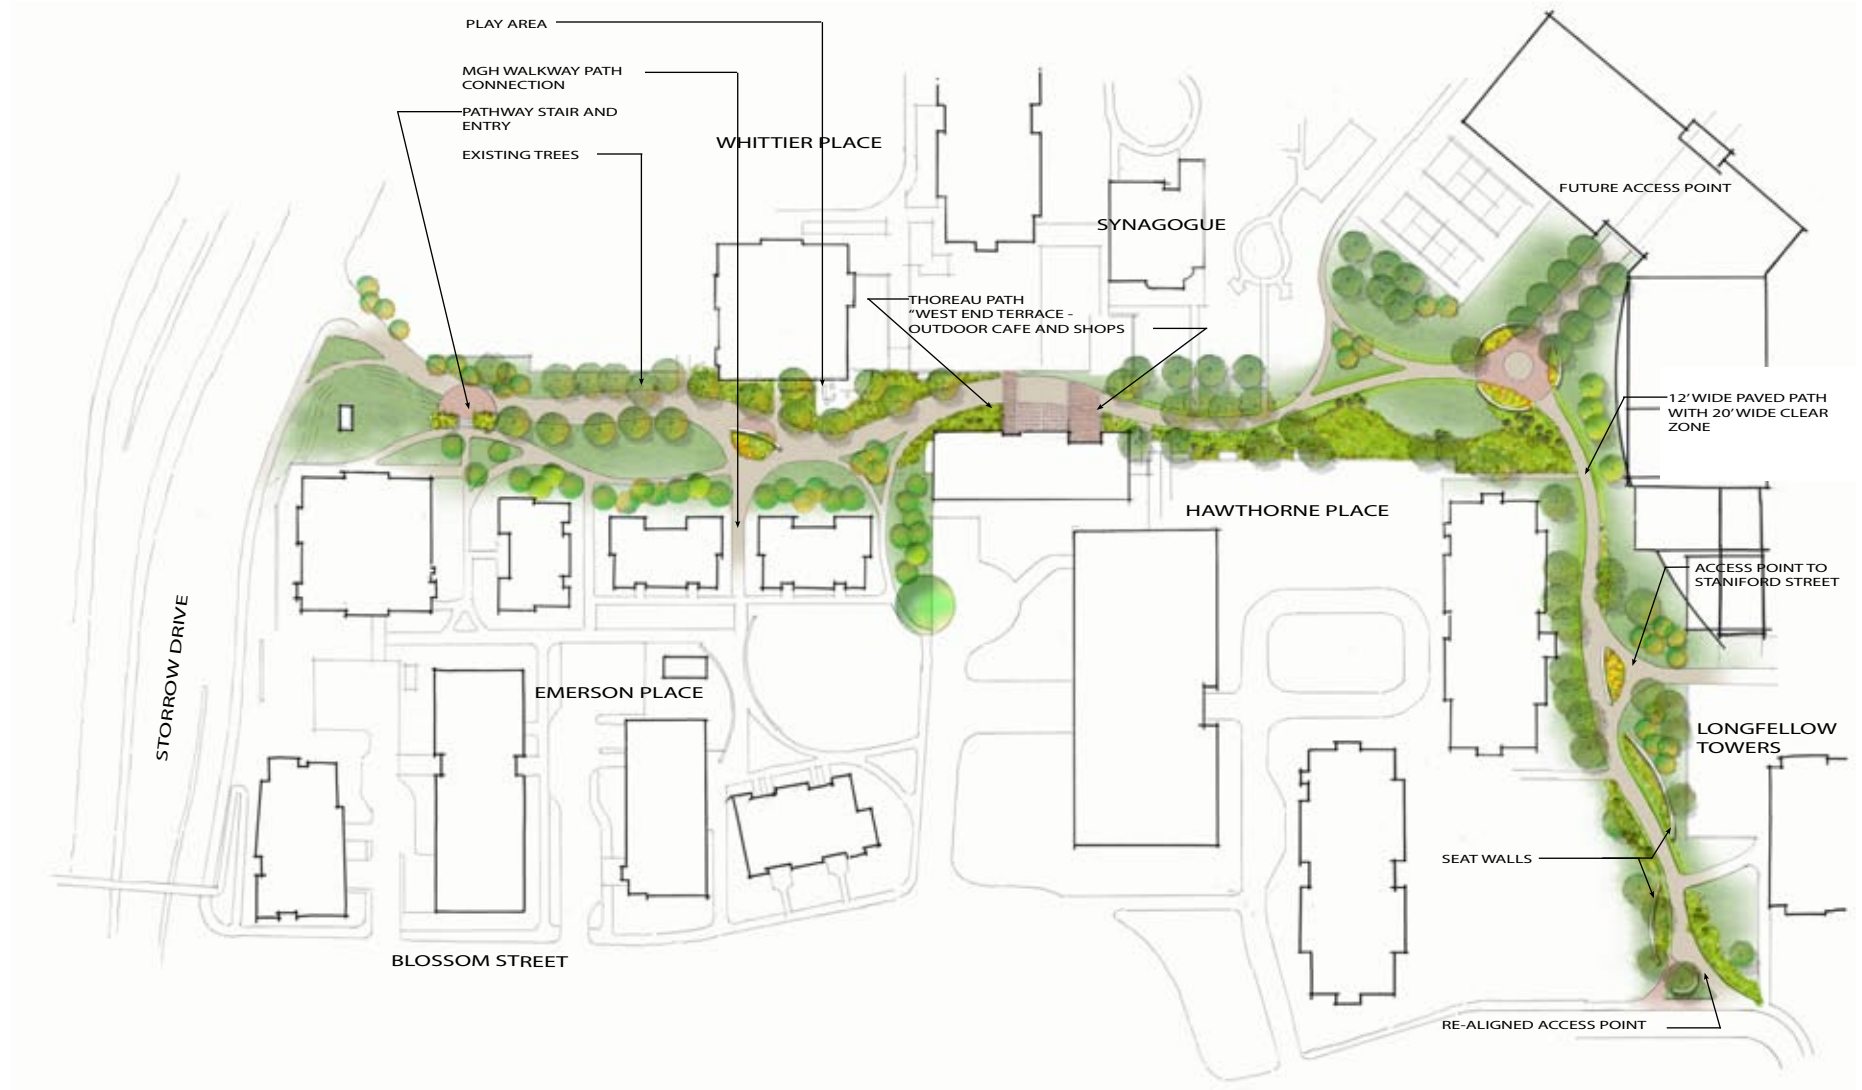 PLAY AREA
MGH WALKWAY PATH
CONNECTION
PATHWAY STAIR AND
ENTRY
EXISTING TREES
WHITTIER PLACE
SYNAGOGUE
FUTURE ACCESS POINT
THOREAU PATH
"WEST END TERRACE -
OUTDOOR CAFE AND SHOPS
12' WIDE PAVED PATH
WITH 20' WIDE CLEAR
ZONE
HAWTHORNE PLACE
ACCESS POINT TO
STANIFORD STREET
STORROW DRIVE
EMERSON PLACE
LONGFELLOW
TOWERS
SEAT WALLS
BLOSSOM STREET
RE-ALIGNED ACCESS POINT